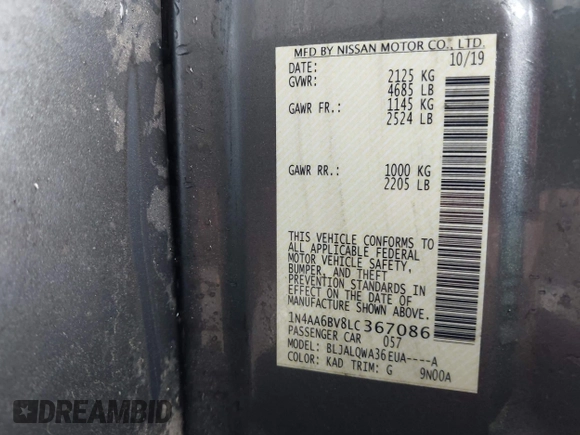 MFD BY NISSAN MOTOR CO., LTD.
DATE: 10/19
GVWR: 2125 KG
4685 LB
GAWR FR.: 1145 KG
2524 LB
GAWR RR.: 1000 KG
2205 LB
THIS VEHICLE CONFORMS TO
ALL APPLICABLE FEDERAL
MOTOR VEHICLE SAFETY,
BUMPER, AND THEFT
PREVENTION STANDARDS IN
EFFECT ON THE DATE OF
MANUFACTURE SHOWN ABOVE.
1N4AA6BV8LC367086
PASSENGER CAR 057
MODEL: BLJALQWA36EUA----A
COLOR: KAD TRIM: G 9N00A
DREAMBID